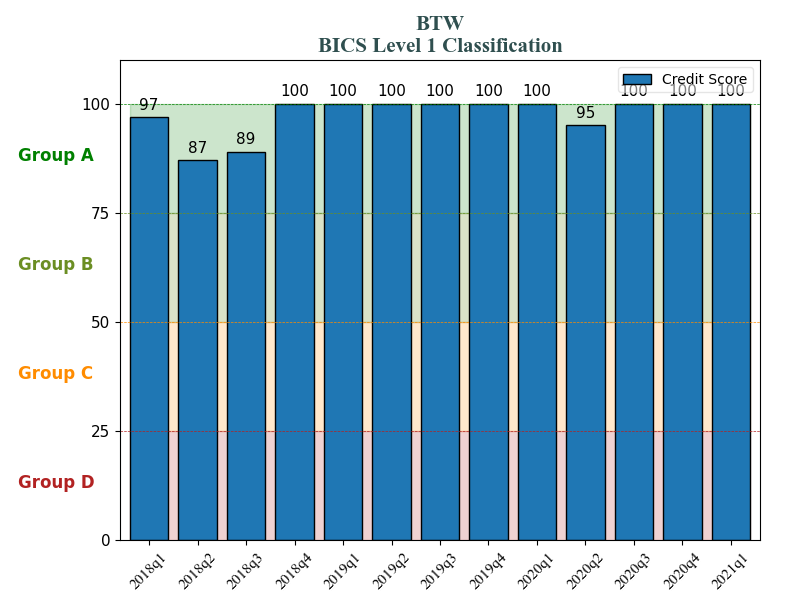 BTW
BICS Level 1 Classification
Credit Score
97
87
89
100
100
100
100
100
100
95
100
100
100
100
75
50
25
0
Group A
Group B
Group C
Group D
2018q1
2018q2
2018q3
2018q4
2019q1
2019q2
2019q3
2019q4
2020q1
2020q2
2020q3
2020q4
2021q1